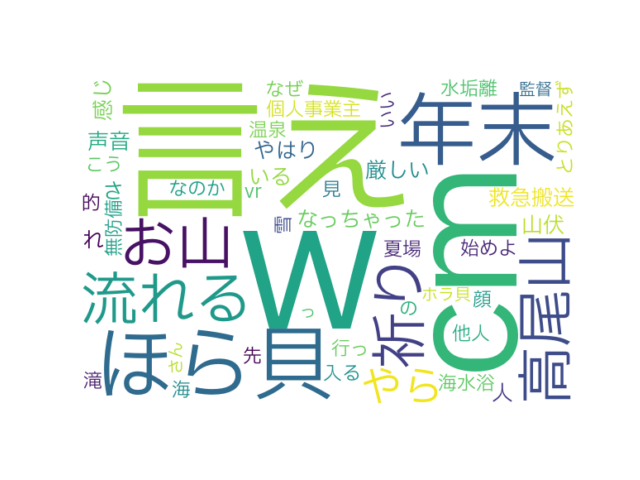 言え
w
cm
年末
ほら貝
高尾山
お山
流れる
祈り
やら
感じ
声音
こう
なぜ
個人事業主
温泉
やはり
いる
いい
水垢離
監督
とりあえず
厳しい
救急搬送
山伏
なのか
vr
見
無防備さ
的
れ
雪
なっちゃった
夏場
始めよ
ホラ貝
顔
の
他人
っ
行っ
さん
先
入る
海
滝
海水浴
人